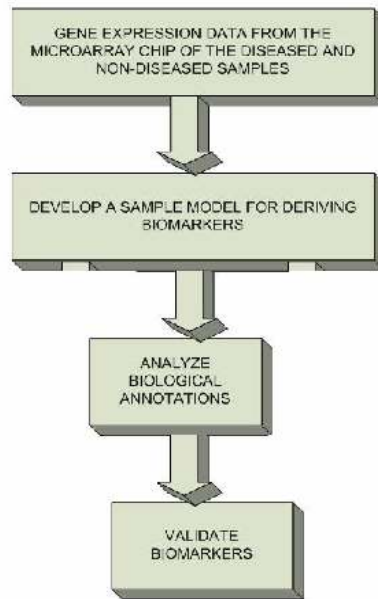 GENE EXPRESSION DATA FROM THE
MICROARRAY CHIP OF THE DISEASED AND
NON-DISEASED SAMPLES
DEVELOP A SAMPLE MODEL FOR DERIVING
BIOMARKERS
ANALYZE
BIOLOGICAL
ANNOTATIONS
VALIDATE
BIOMARKERS